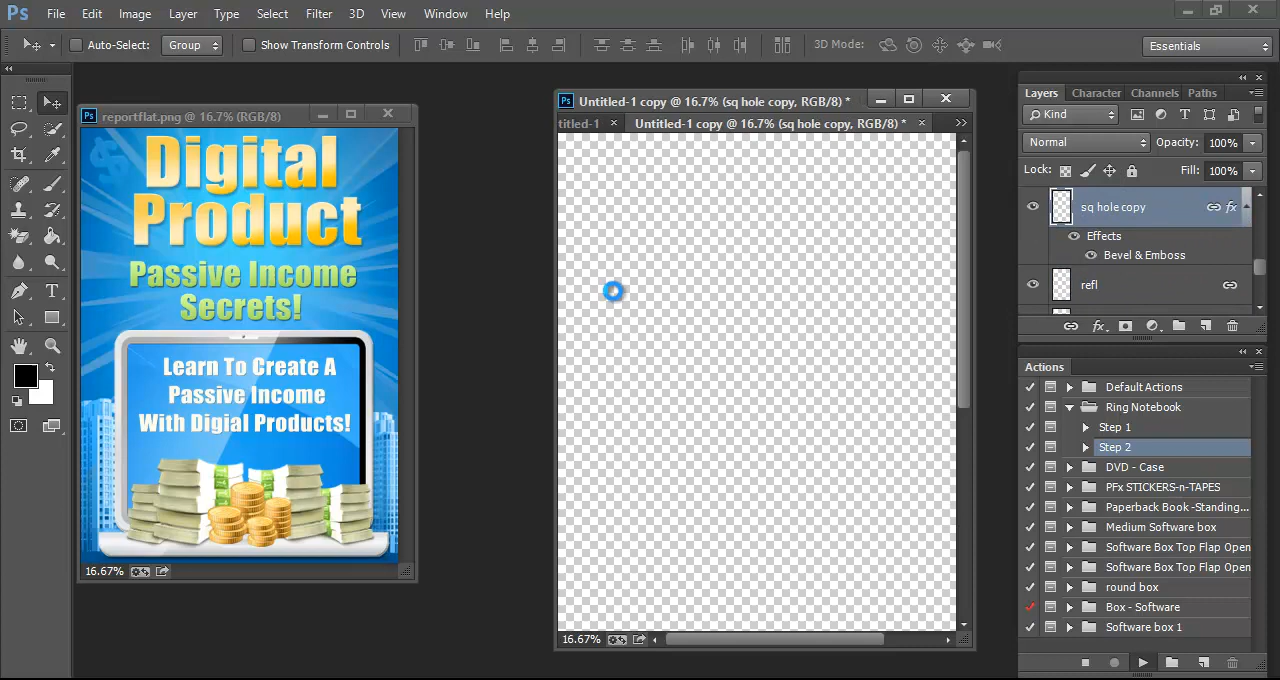 Ps File Edit Image Layer Type Select Filter 3D View Window Help
Auto-Select: Group Show Transform Controls 3D Mode: Essentials
Ps reportflat.png @ 16.7% (RGB/8)
Digital
Product
Passive Income
Secrets!
Learn To Create A
Passive Income
With Digial Products!
16.67%
Ps Untitled-1 copy @ 16.7% (sq hole copy, RGB/8) *
titled-1 × Untitled-1 copy @ 16.7% (sq hole copy, RGB/8) * ×
16.67%
Layers Character Channels Paths
Kind
Normal Opacity: 100%
Lock: Fill: 100%
sq hole copy fx
Effects
Bevel & Emboss
refl
fx
Actions
Default Actions
Ring Notebook
Step 1
Step 2
DVD - Case
PFx STICKERS-n-TAPES
Paperback Book -Standing...
Medium Software box
Software Box Top Flap Open
Software Box Top Flap Open
round box
Box - Software
Software box 1